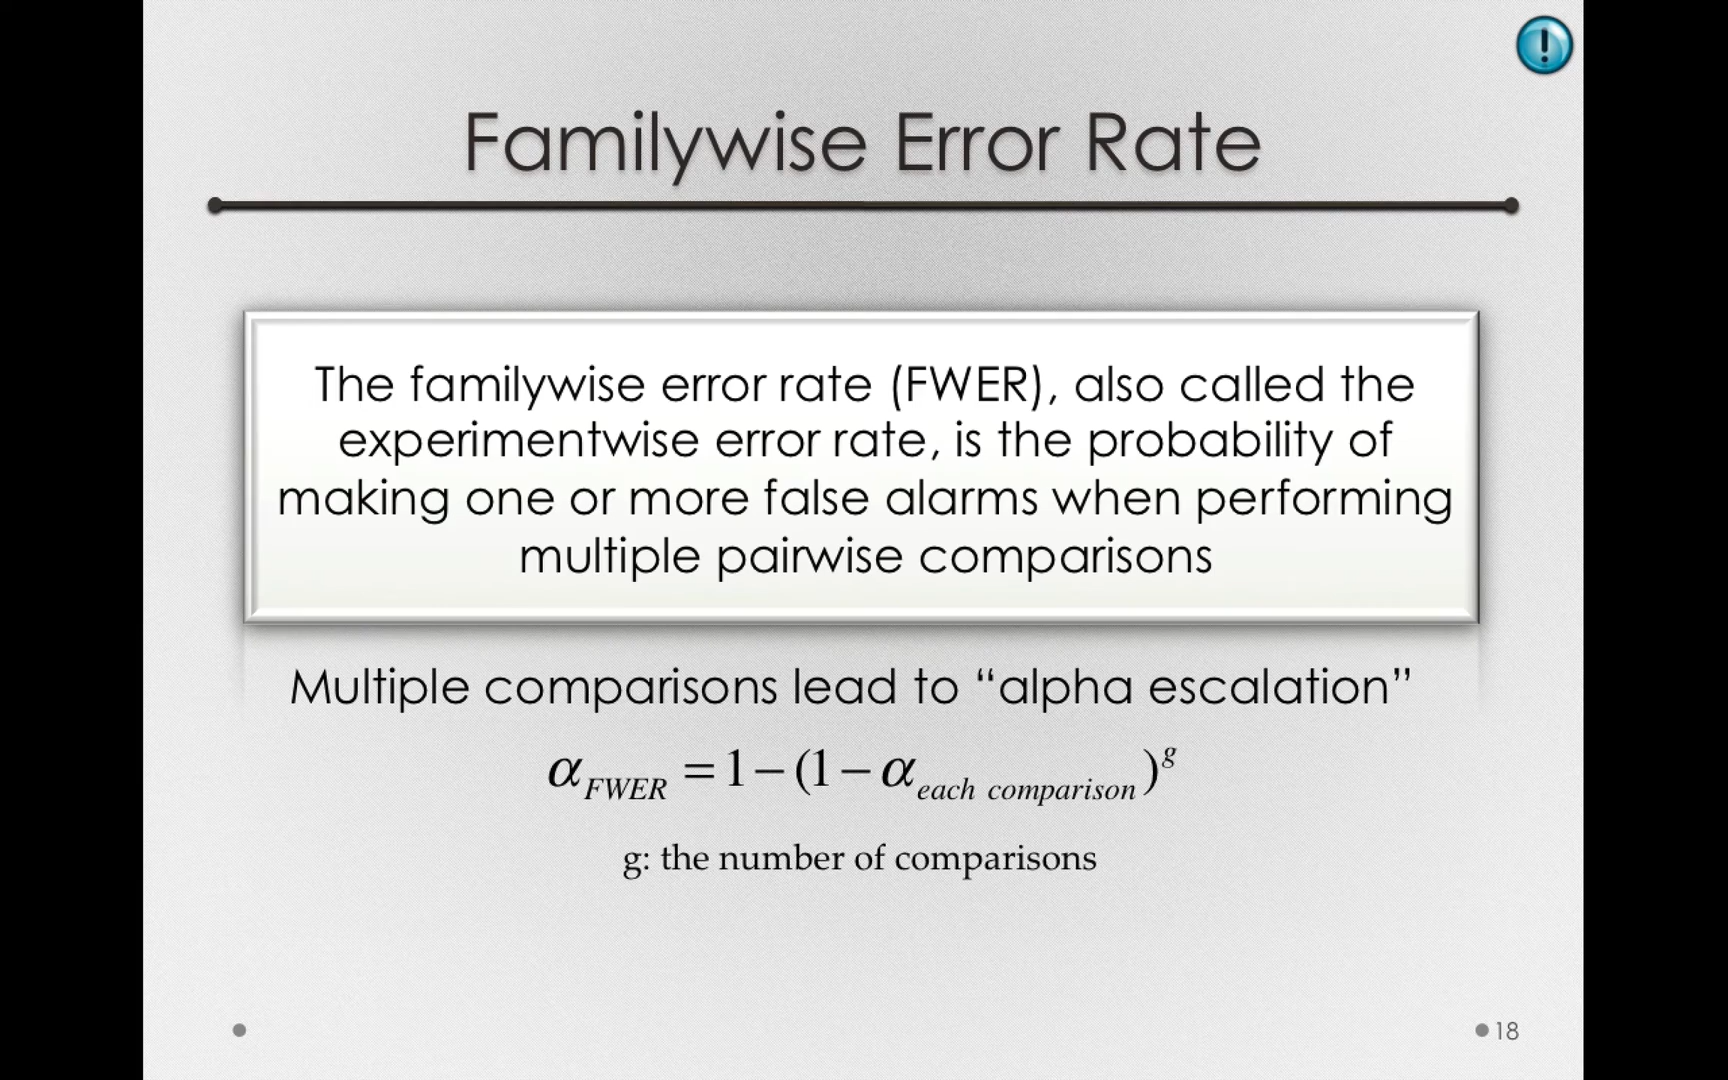 Familywise Error Rate
The familywise error rate (FWER), also called the
experimentwise error rate, is the probability of
making one or more false alarms when performing
multiple pairwise comparisons
Multiple comparisons lead to “alpha escalation”
α_FWER = 1 − (1 − α_each comparison)^g
g: the number of comparisons
18